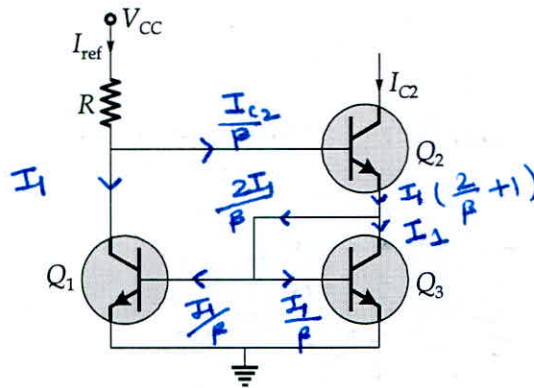 V_CC
I_ref
R
I_C2
I_C2/β
Q_2
I_1
2I_1/β
I_1(2/β+1)
I_1
Q_1
I_1/β
I_1/β
Q_3